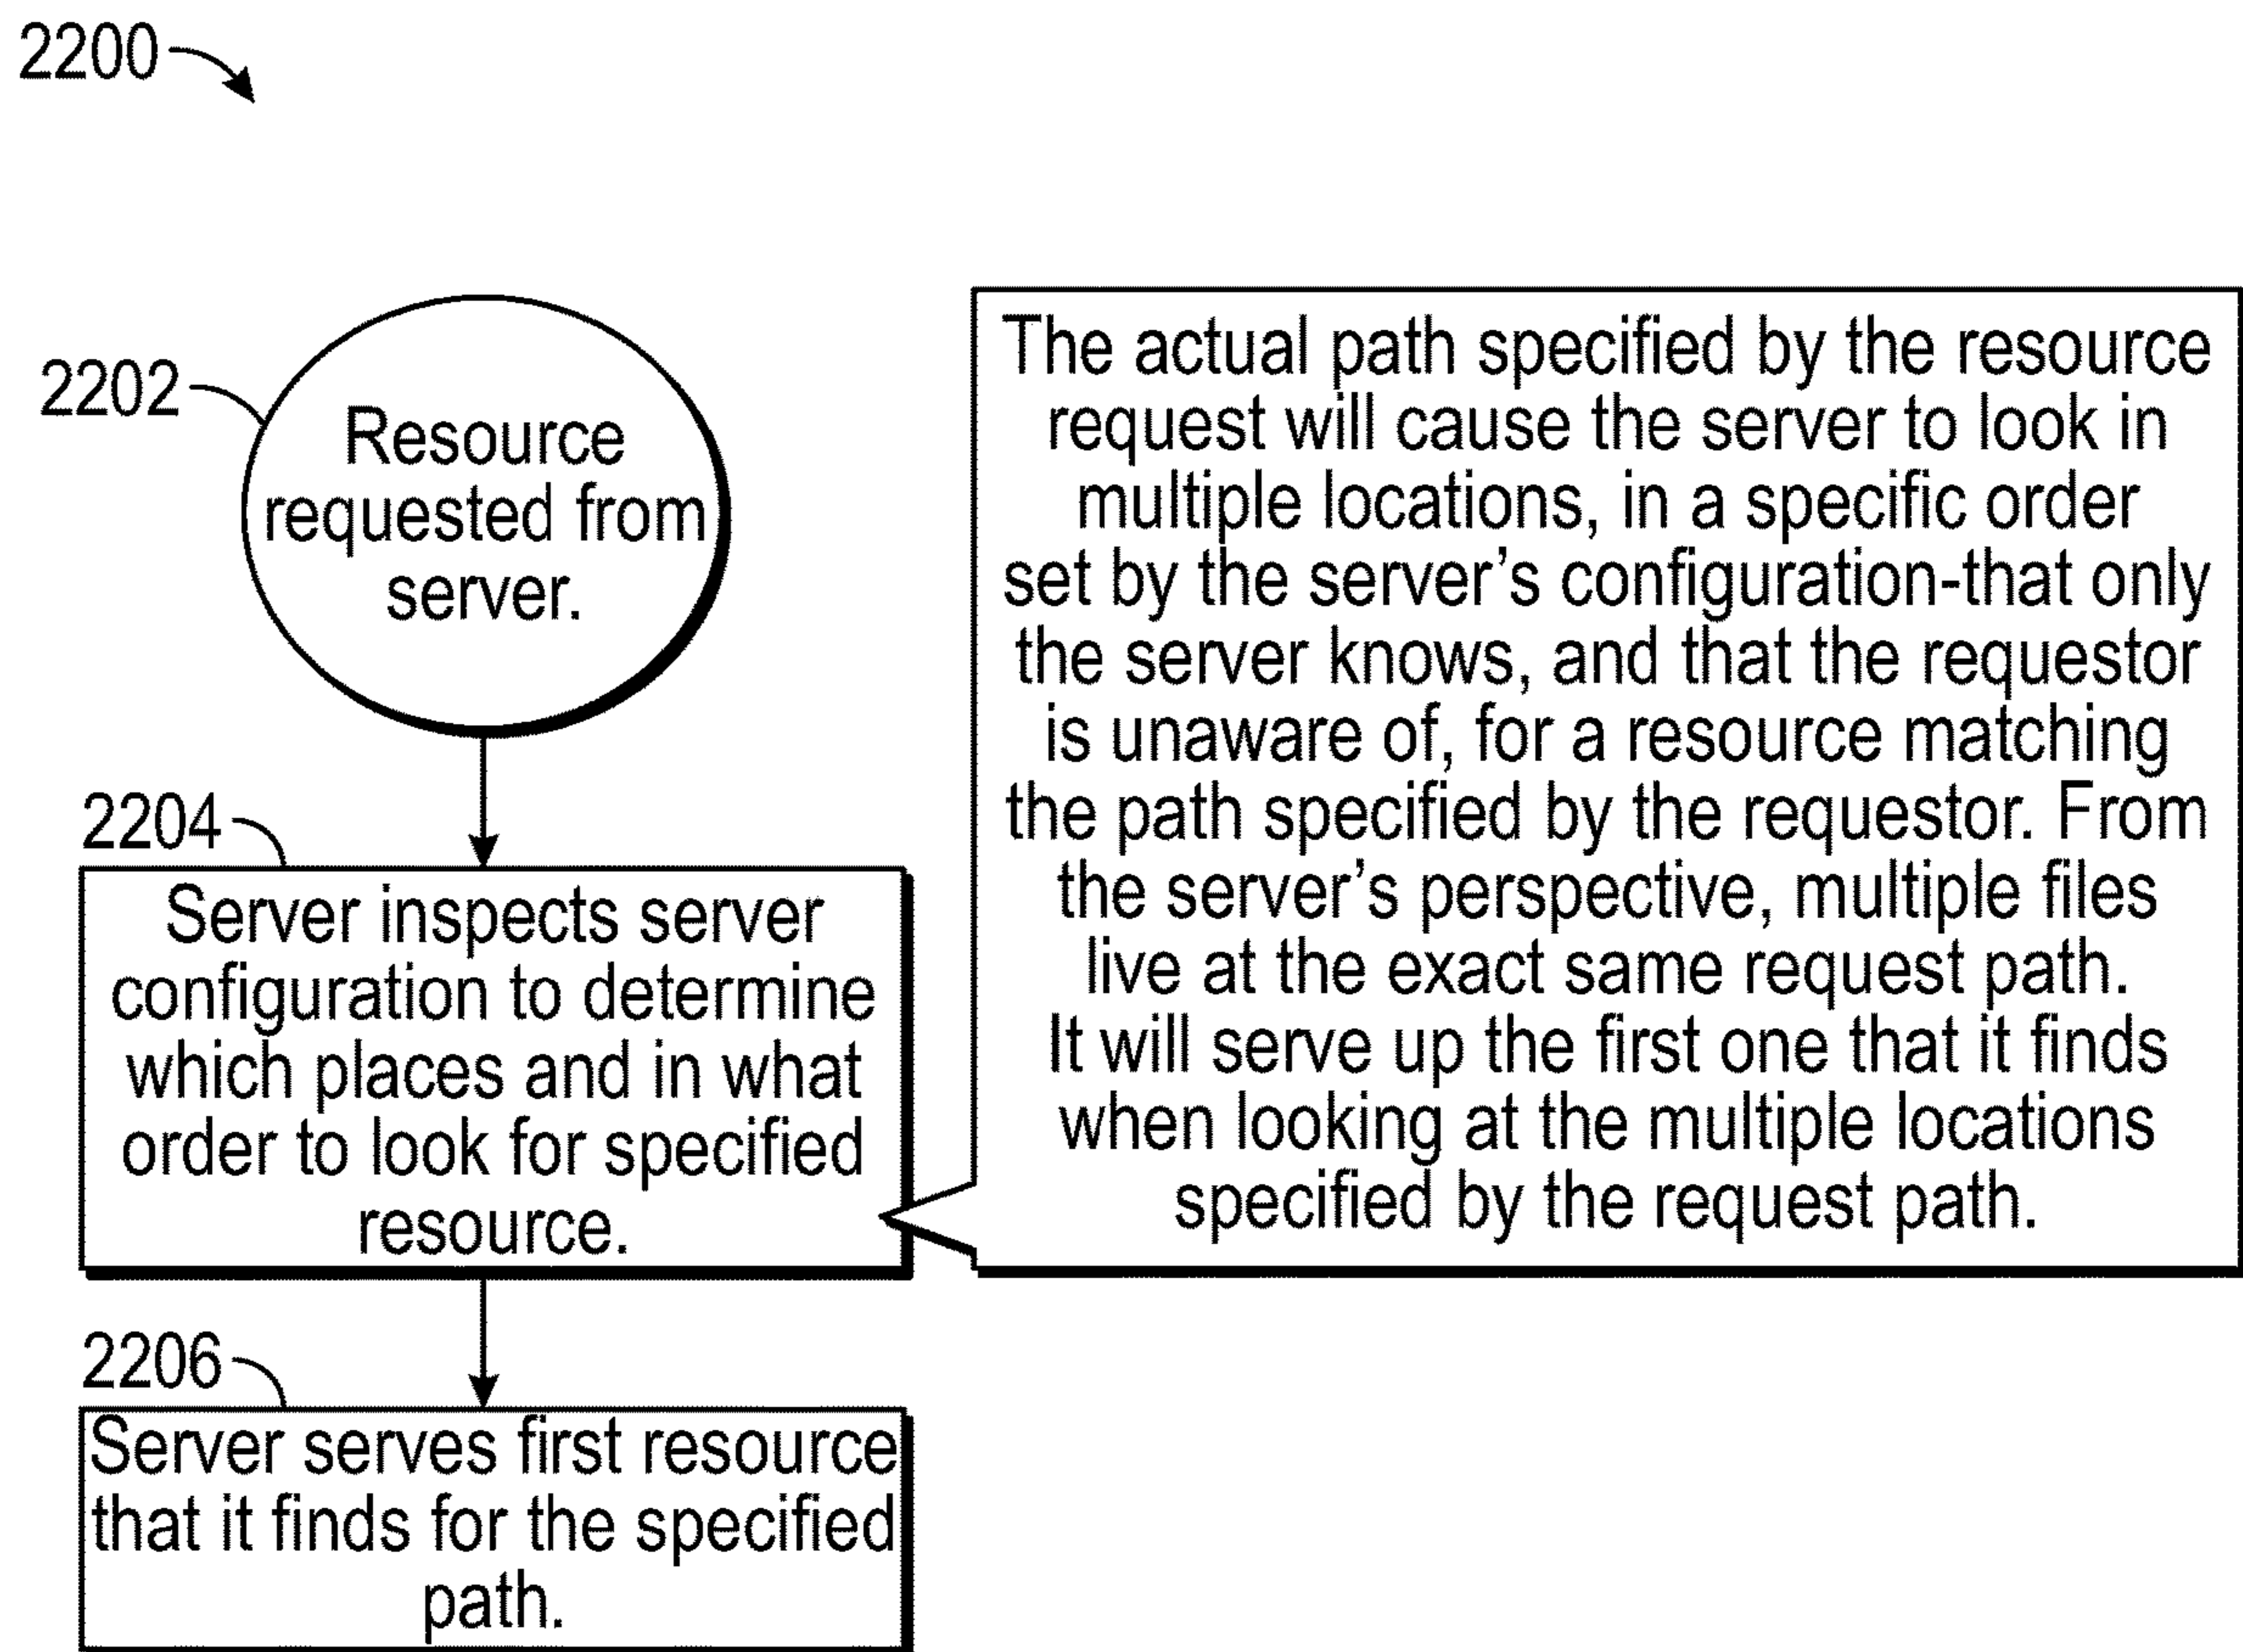 2200
2202
Resource
requested from
server.
2204
Server inspects server
configuration to determine
which places and in what
order to look for specified
resource.
The actual path specified by the resource
request will cause the server to look in
multiple locations, in a specific order
set by the server's configuration-that only
the server knows, and that the requestor
is unaware of, for a resource matching
the path specified by the requestor. From
the server's perspective, multiple files
live at the exact same request path.
It will serve up the first one that it finds
when looking at the multiple locations
specified by the request path.
2206
Server serves first resource
that it finds for the specified
path.